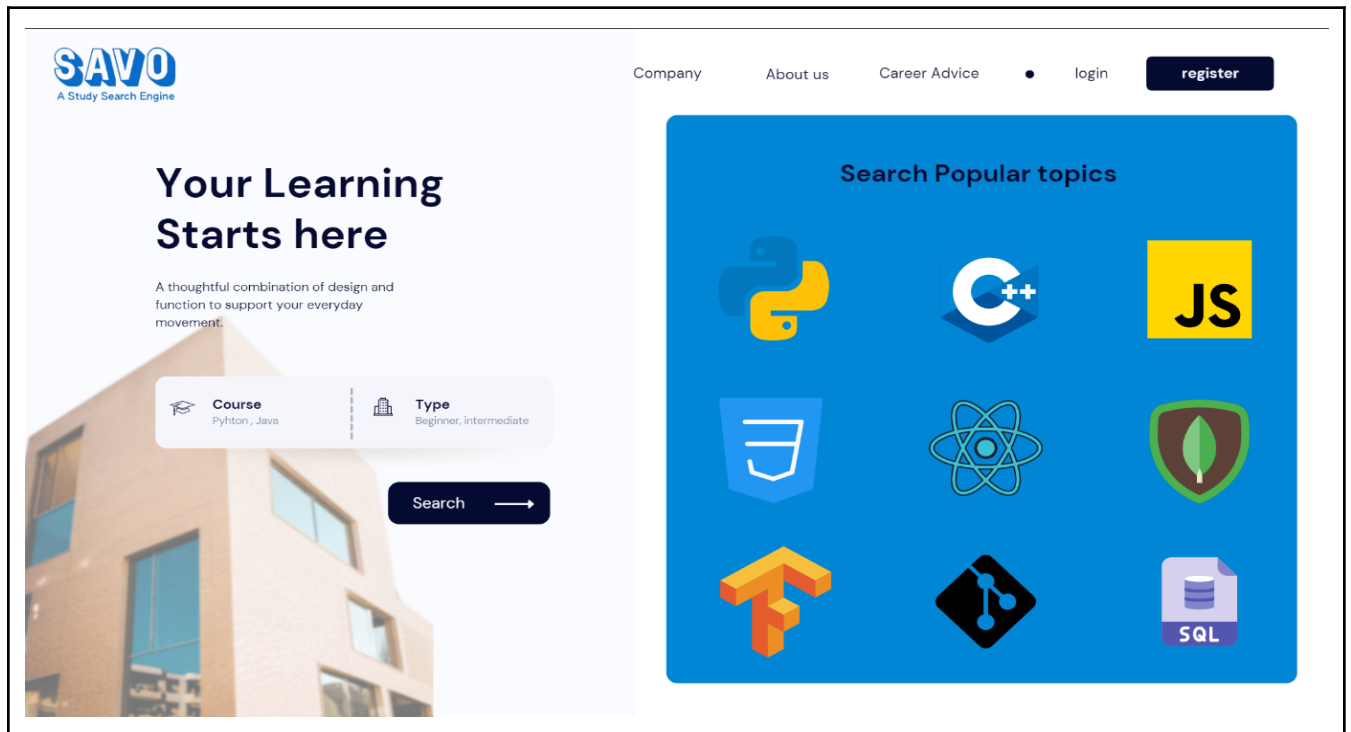 SAVO
A Study Search Engine
Company
About us
Career Advice
login
register
Your Learning
Starts here
A thoughtful combination of design and
function to support your everyday
movement.
Course
Pyhton , Java
Type
Beginner, intermediate
Search
Search Popular topics
C++
JS
SQL